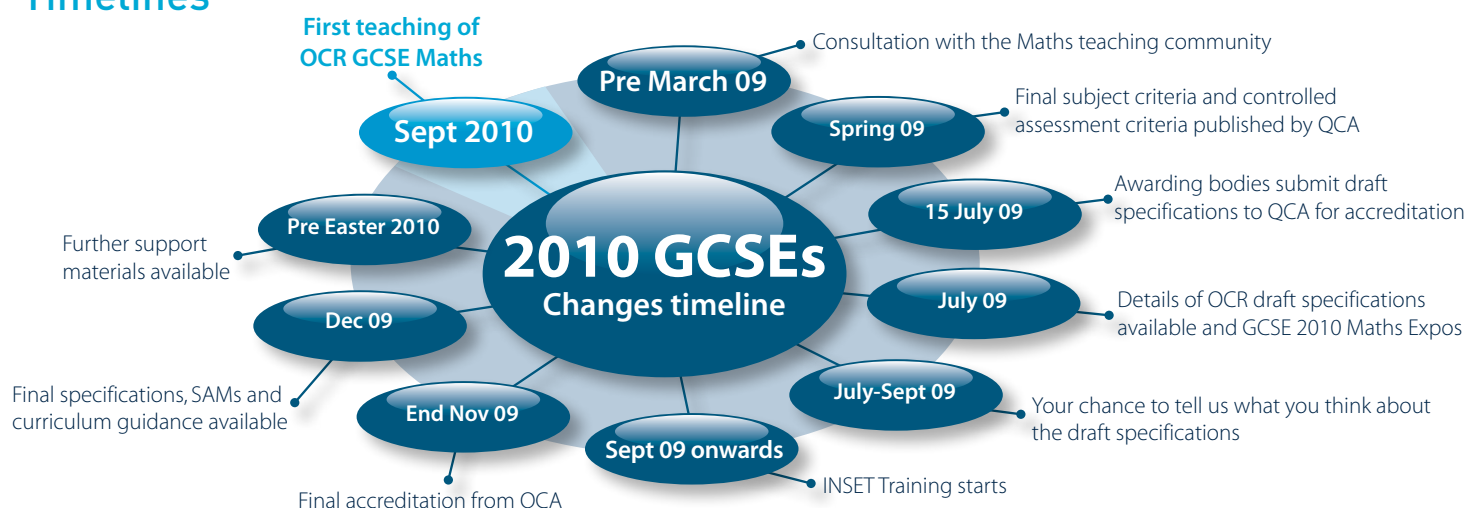 Timelines
First teaching of
OCR GCSE Maths
Sept 2010
Pre March 09
Consultation with the Maths teaching community
Spring 09
Final subject criteria and controlled
assessment criteria published by QCA
15 July 09
Awarding bodies submit draft
specifications to QCA for accreditation
July 09
Details of OCR draft specifications
available and GCSE 2010 Maths Expos
July-Sept 09
Your chance to tell us what you think about
the draft specifications
Sept 09 onwards
INSET Training starts
End Nov 09
Final accreditation from QCA
Dec 09
Final specifications, SAMs and
curriculum guidance available
Pre Easter 2010
Further support
materials available
2010 GCSEs
Changes timeline